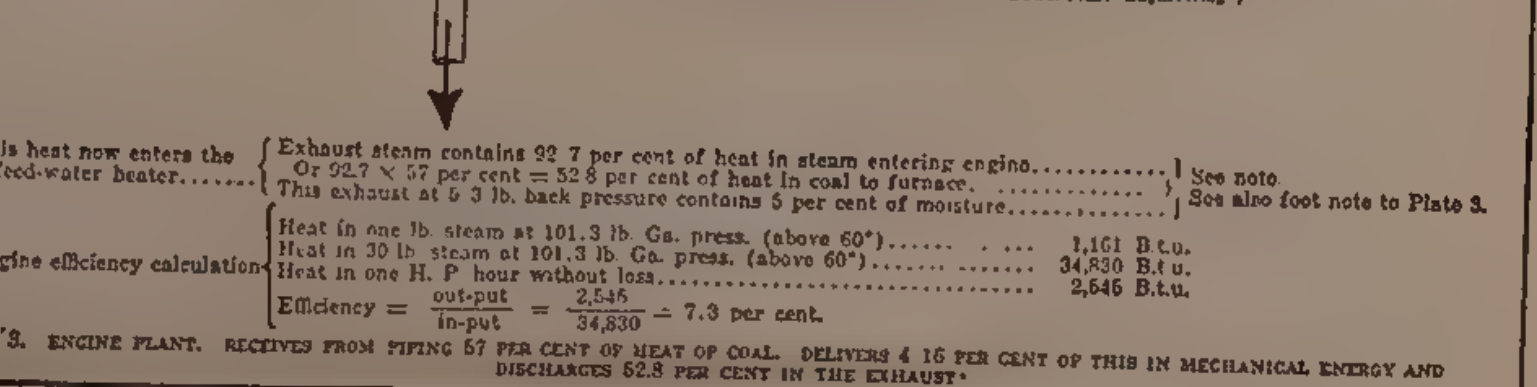 is heat now enters the
feed-water heater.......
Exhaust steam contains 92 7 per cent of heat in steam entering engine............
Or 92.7 × 57 per cent = 52 8 per cent of heat in coal to furnace. ............
This exhaust at 5 3 lb. back pressure contains 5 per cent of moisture............
See note.
See also foot note to Plate 3.
gine efficiency calculation
Heat in one lb. steam at 101.3 lb. Ga. press. (above 60°)...... . ... 1,161 B.t.u.
Heat in 30 lb steam at 101.3 lb. Ga. press. (above 60°)....... ....... 34,830 B.t u.
Heat in one H. P hour without loss.................................... 2,545 B.t.u.
Efficiency = out-put / in-put = 2,545 / 34,830 = 7.3 per cent.
3. ENGINE PLANT. RECEIVES FROM PIPING 57 PER CENT OF HEAT OF COAL. DELIVERS 4 16 PER CENT OF THIS IN MECHANICAL ENERGY AND
DISCHARGES 52.8 PER CENT IN THE EXHAUST.